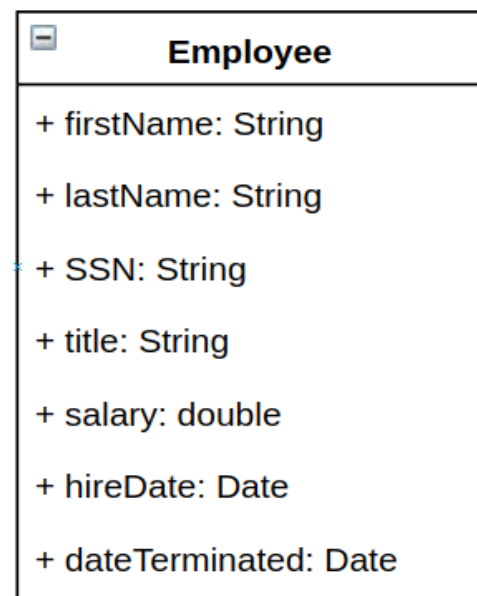 Employee
+ firstName: String
+ lastName: String
+ SSN: String
+ title: String
+ salary: double
+ hireDate: Date
+ dateTerminated: Date